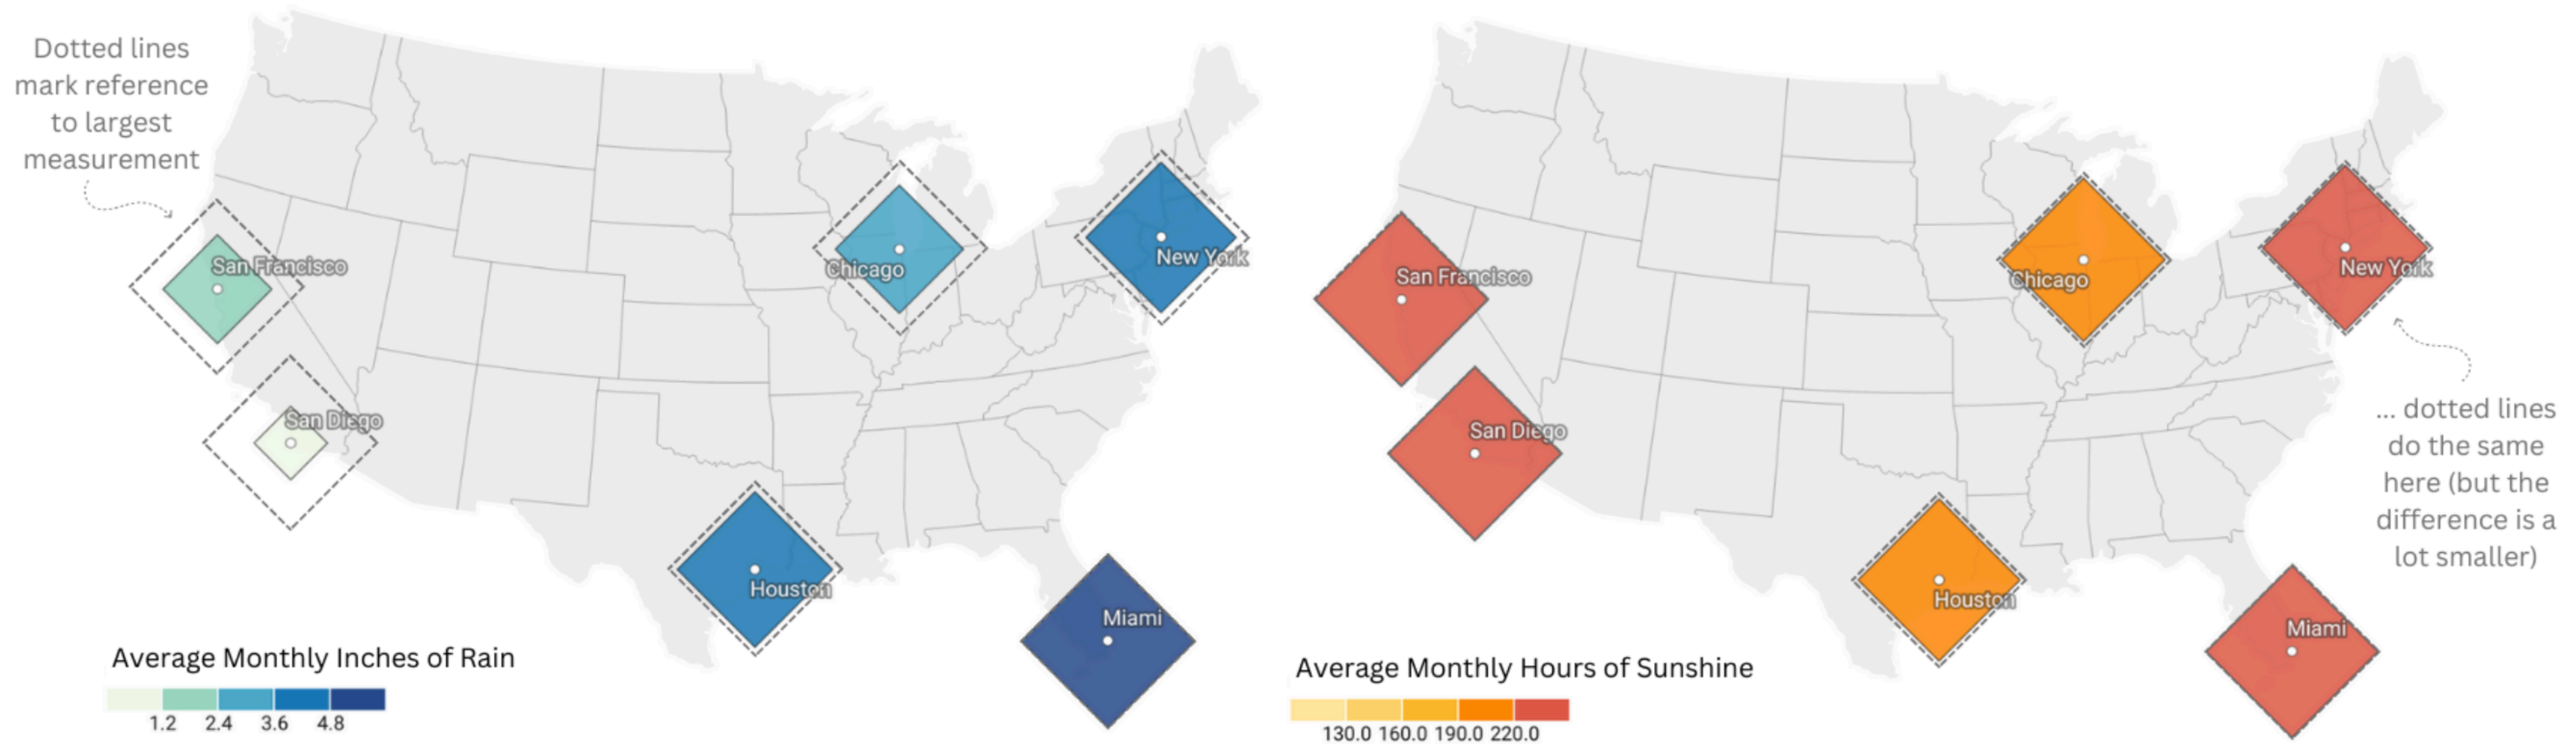 Dotted lines
mark reference
to largest
measurement
San Francisco
San Diego
Chicago
New York
Houston
Miami
Average Monthly Inches of Rain
1.2 2.4 3.6 4.8
San Francisco
San Diego
Chicago
New York
Houston
Miami
... dotted lines
do the same
here (but the
difference is a
lot smaller)
Average Monthly Hours of Sunshine
130.0 160.0 190.0 220.0